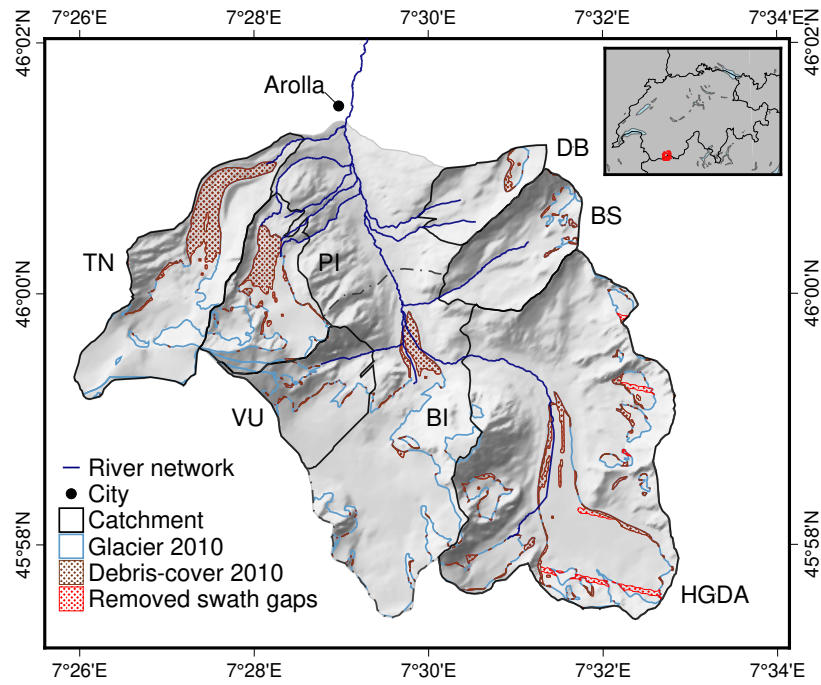 7°26'E 7°28'E 7°30'E 7°32'E 7°34'E
46°02'N 46°02'N
Arolla
DB
BS
TN
PI
46°00'N 46°00'N
VU
BI
River network
City
Catchment
Glacier 2010
Debris-cover 2010
Removed swath gaps
45°58'N 45°58'N
HGDA
7°26'E 7°28'E 7°30'E 7°32'E 7°34'E